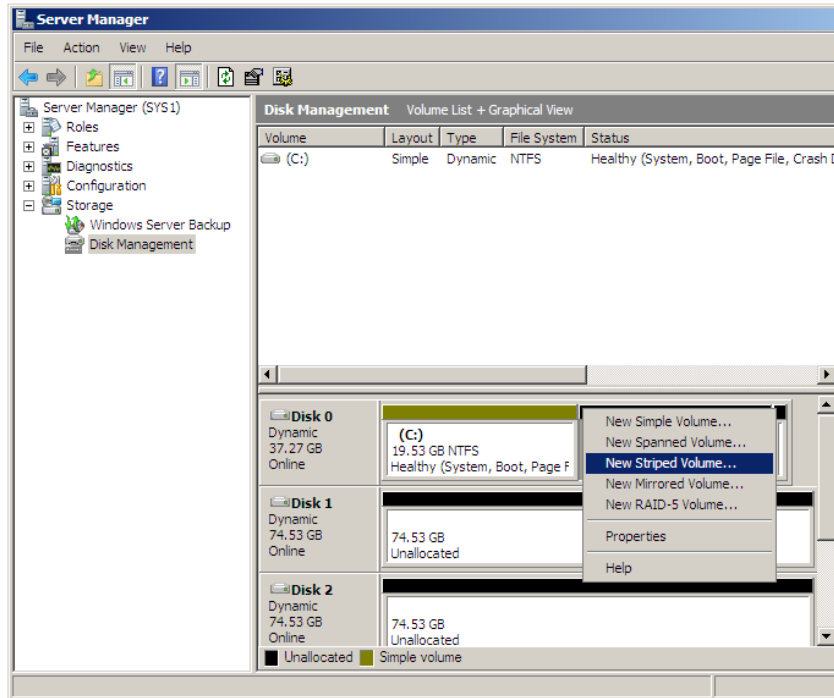 Server Manager
File Action View Help
Server Manager (SYS1)
Roles
Features
Diagnostics
Configuration
Storage
Windows Server Backup
Disk Management
Disk Management Volume List + Graphical View
Volume Layout Type File System Status
(C:) Simple Dynamic NTFS Healthy (System, Boot, Page File, Crash
Disk 0
Dynamic
37.27 GB
Online
(C:)
19.53 GB NTFS
Healthy (System, Boot, Page F
New Simple Volume...
New Spanned Volume...
New Striped Volume...
New Mirrored Volume...
New RAID-5 Volume...
Properties
Help
Disk 1
Dynamic
74.53 GB
Online
74.53 GB
Unallocated
Disk 2
Dynamic
74.53 GB
Online
74.53 GB
Unallocated
Unallocated Simple volume